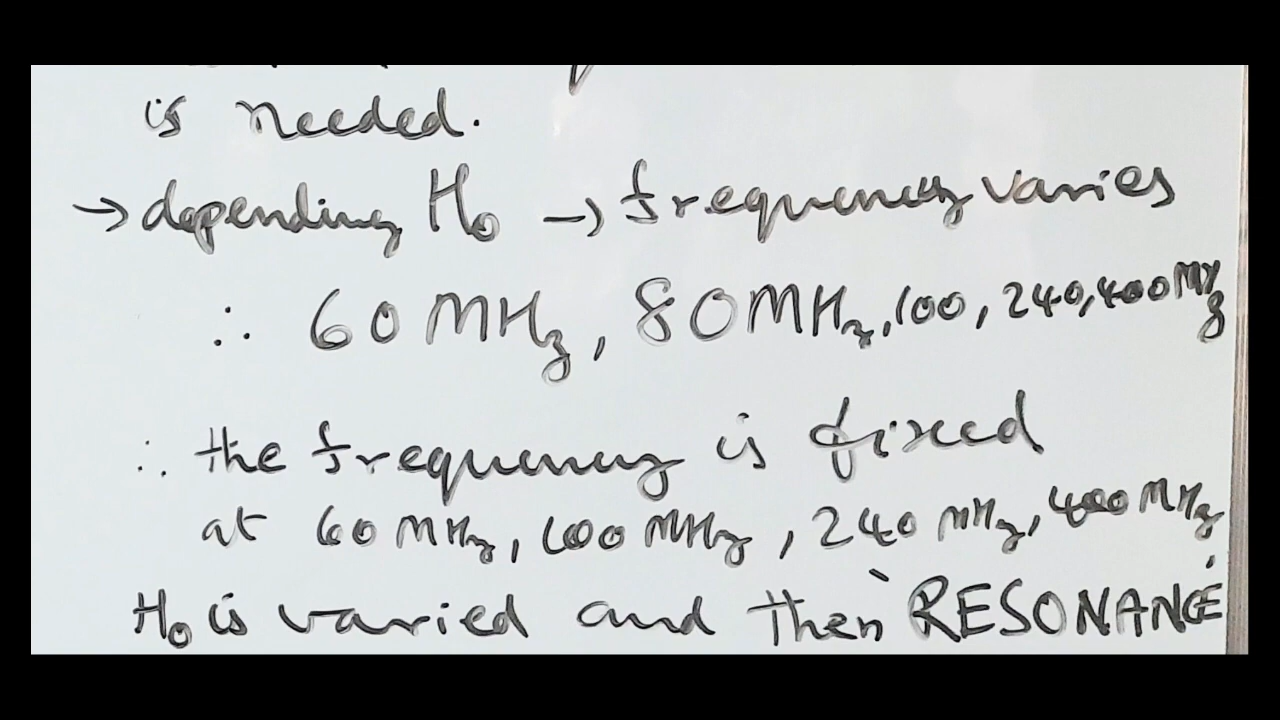 is needed.
→ depending H₀ → frequency varies
∴ 60 MHz, 80 MHz, 100, 240, 400 MHz
∴ the frequency is fixed
at 60 MHz, 100 MHz, 240 MHz, 400 MHz,
H₀ is varied and then "RESONANCE"